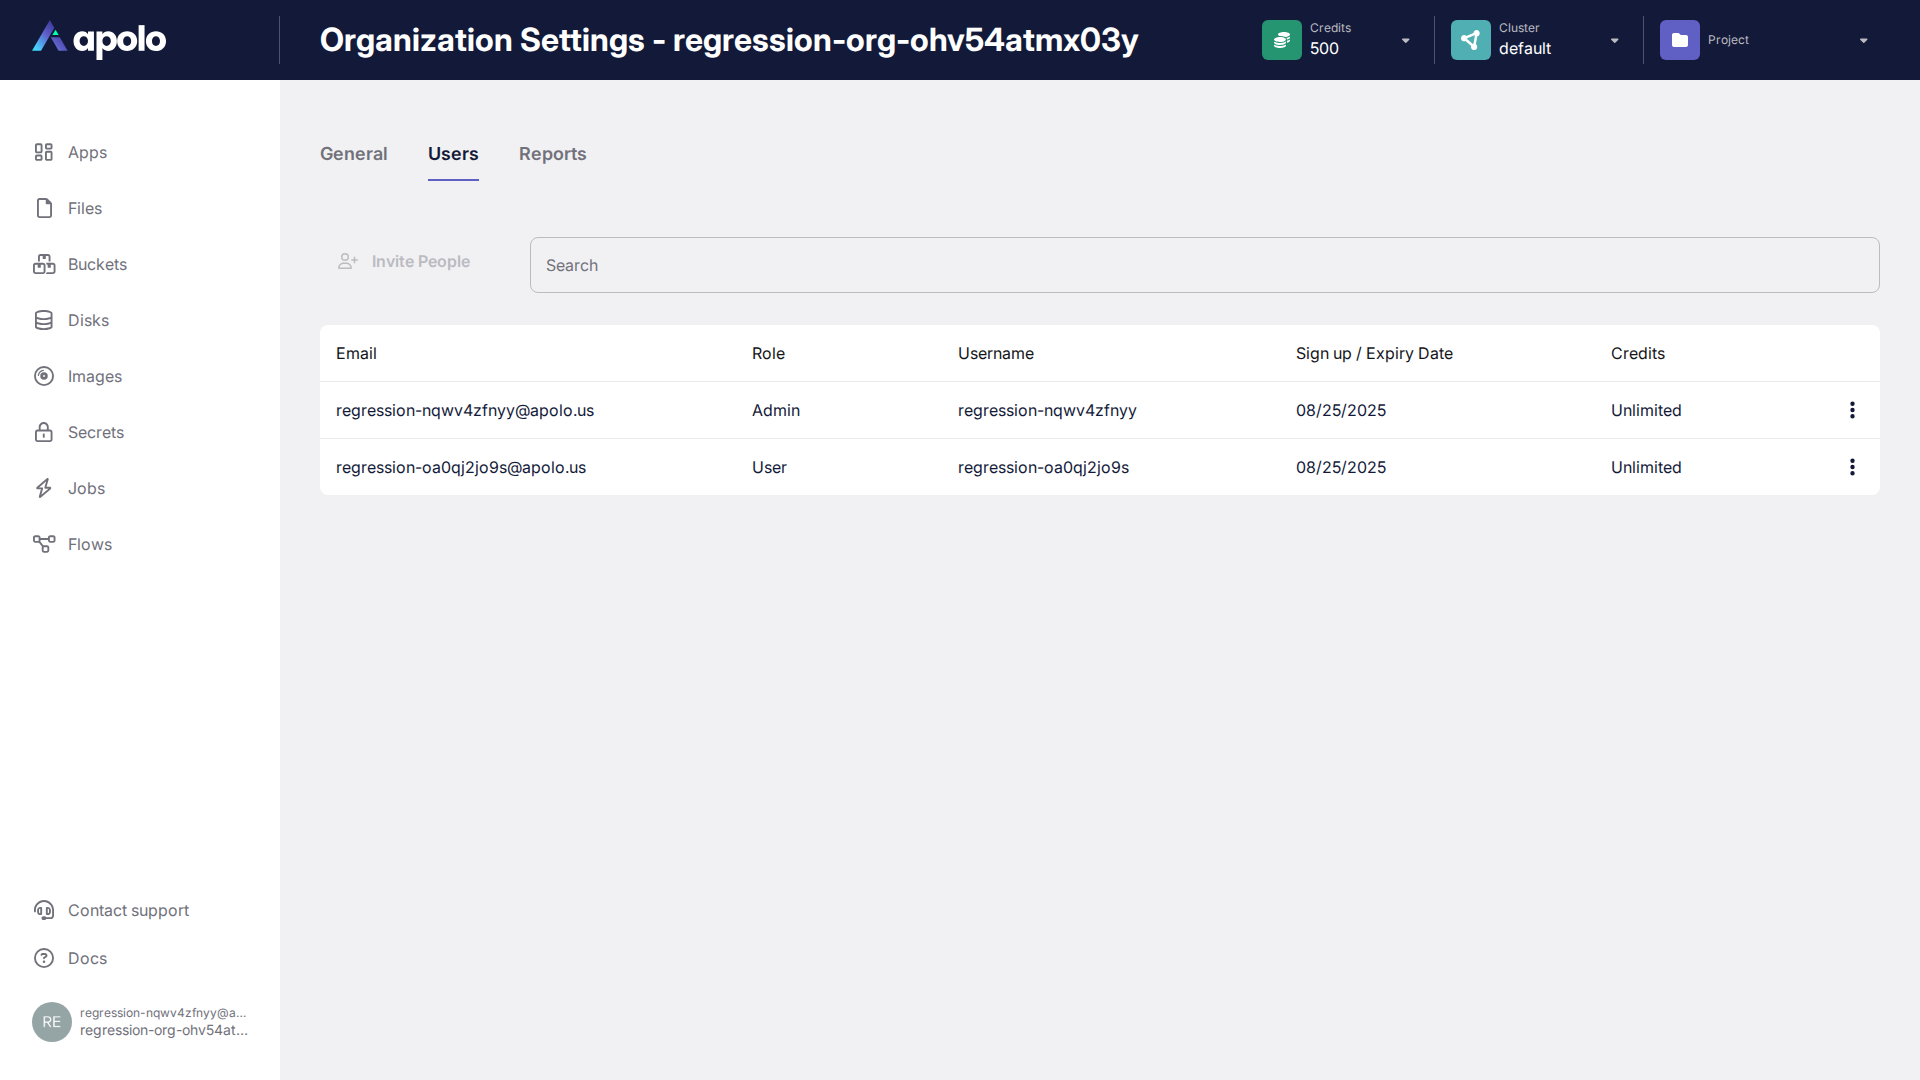 apolo
Organization Settings - regression-org-ohv54atmx03y
Credits
500
Cluster
default
Project
Apps
Files
Buckets
Disks
Images
Secrets
Jobs
Flows
Contact support
Docs
RE
regression-nqwv4zfnyy@a...
regression-org-ohv54at...
General Users Reports
Invite People
Search
Email Role Username Sign up / Expiry Date Credits
regression-nqwv4zfnyy@apolo.us Admin regression-nqwv4zfnyy 08/25/2025 Unlimited
regression-oa0qj2jo9s@apolo.us User regression-oa0qj2jo9s 08/25/2025 Unlimited